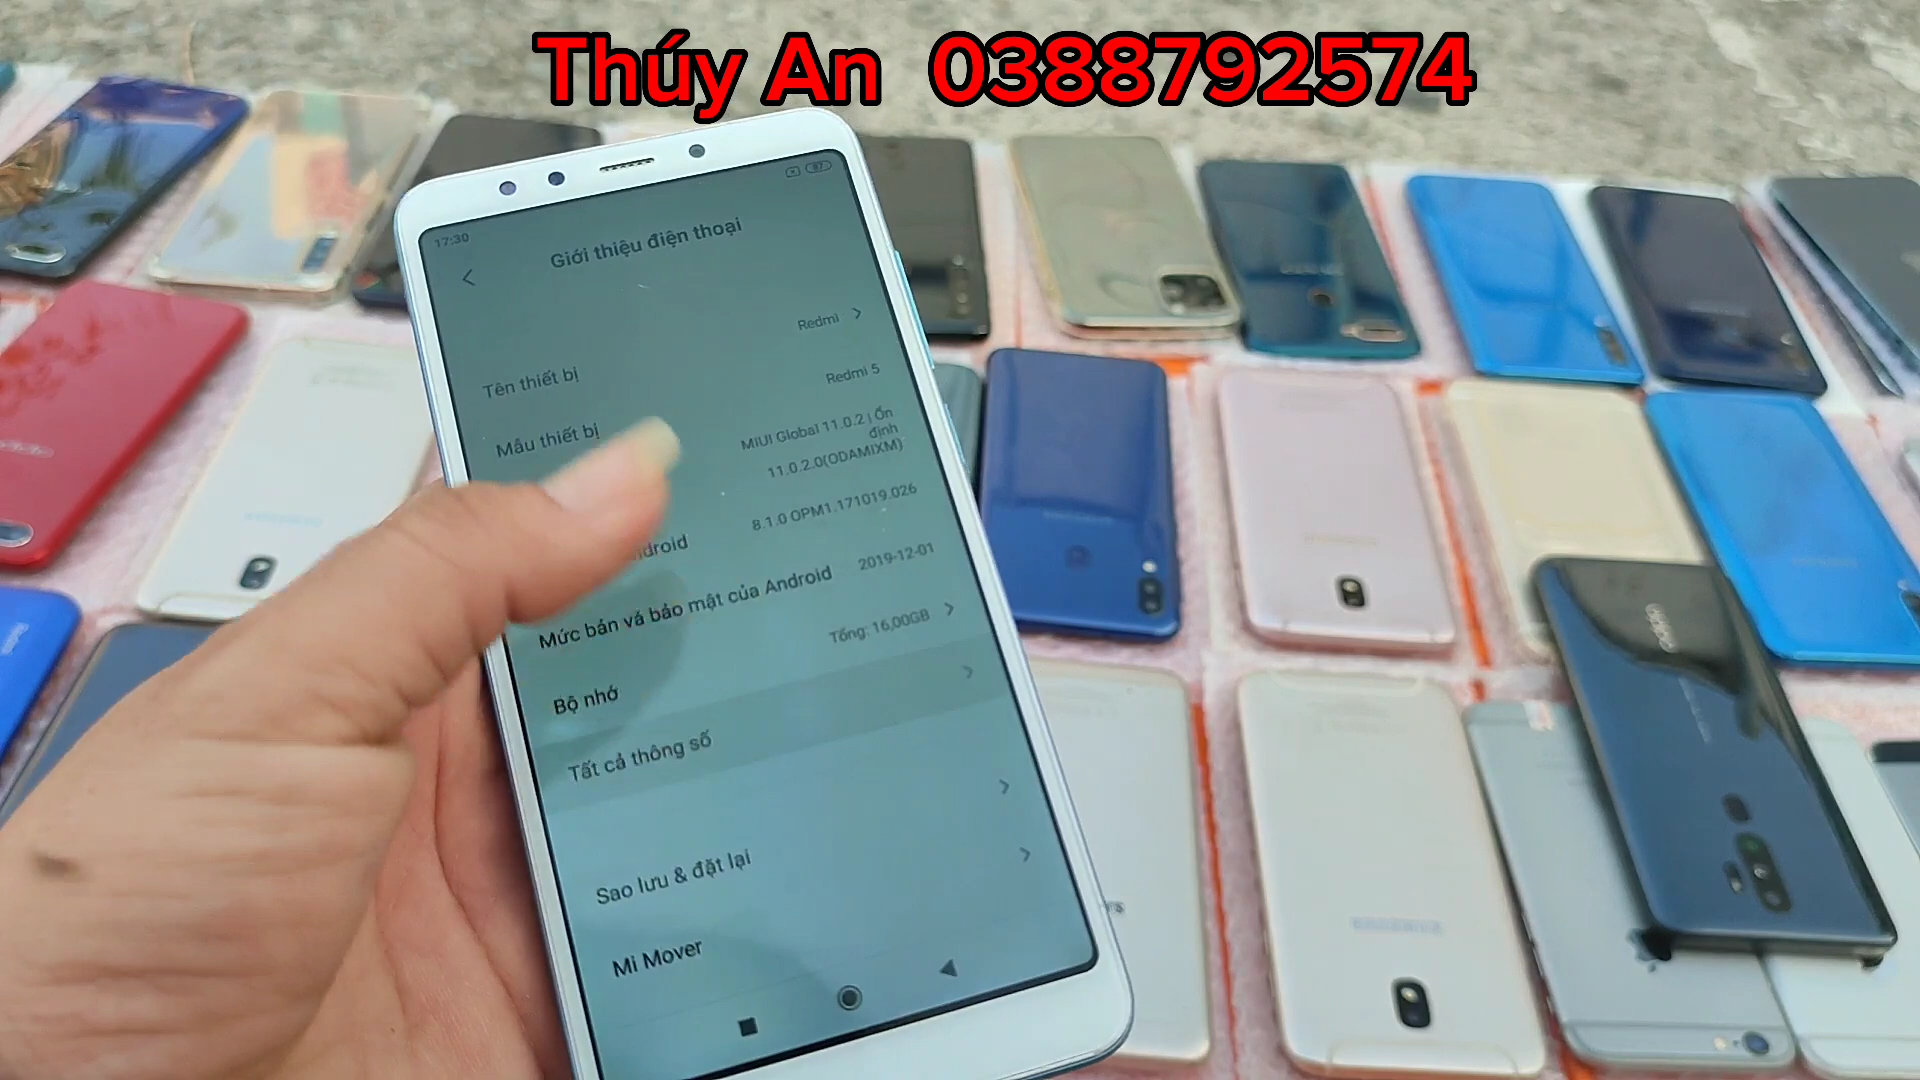 Thúy An 0388792574
17:30
87
Giới thiệu điện thoại
Tên thiết bị
Redmi
Mẫu thiết bị
Redmi 5
MIUI Global 11.0.2 | Ổn định
11.0.2.0(ODAMIXM)
8.1.0 OPM1.171019.026
Mức bản vá bảo mật của Android
2019-12-01
Bộ nhớ
Tổng: 16,00GB
Tất cả thông số
Sao lưu & đặt lại
Mi Mover
oppo
SAMSUNG